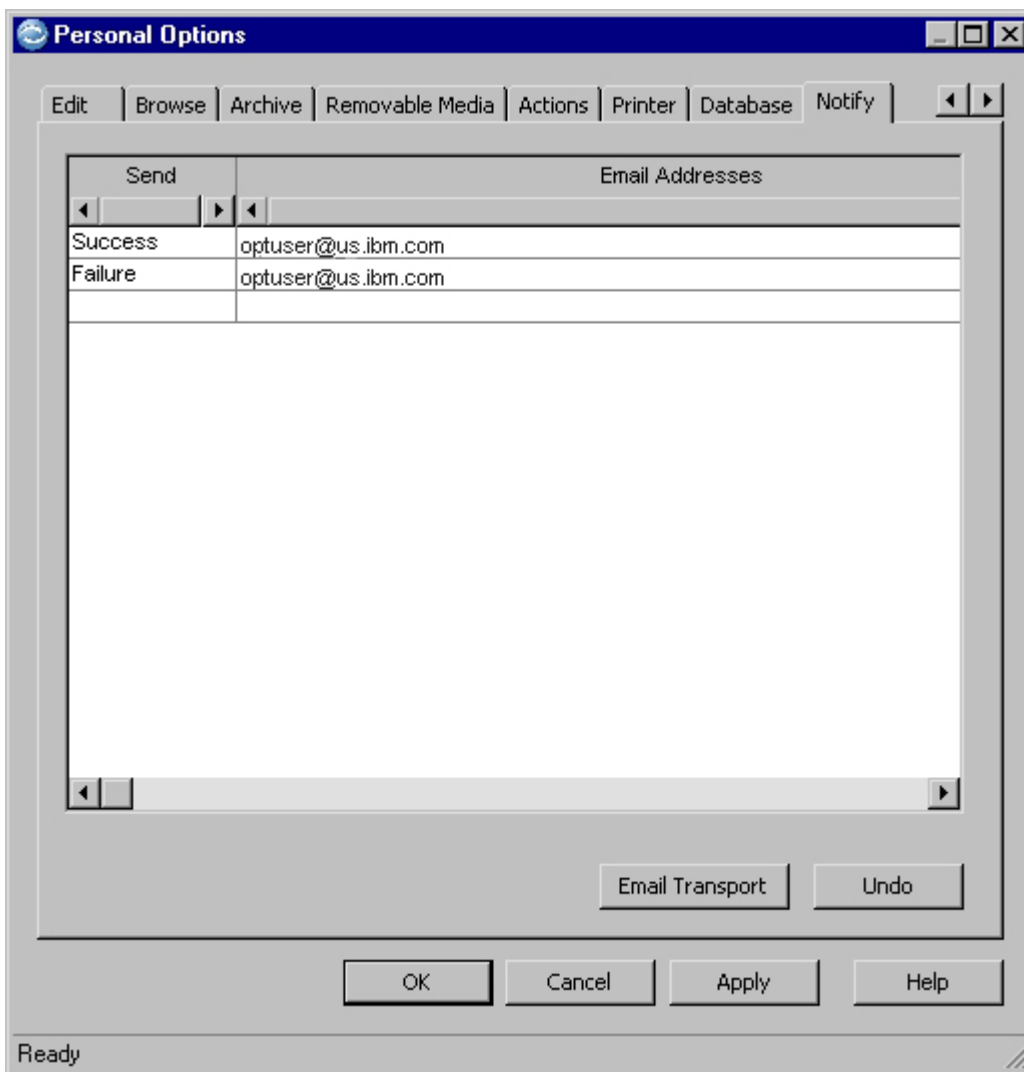 Personal Options
Edit Browse Archive Removable Media Actions Printer Database Notify
Send Email Addresses
Success optuser@us.ibm.com
Failure optuser@us.ibm.com
Email Transport Undo
OK Cancel Apply Help
Ready